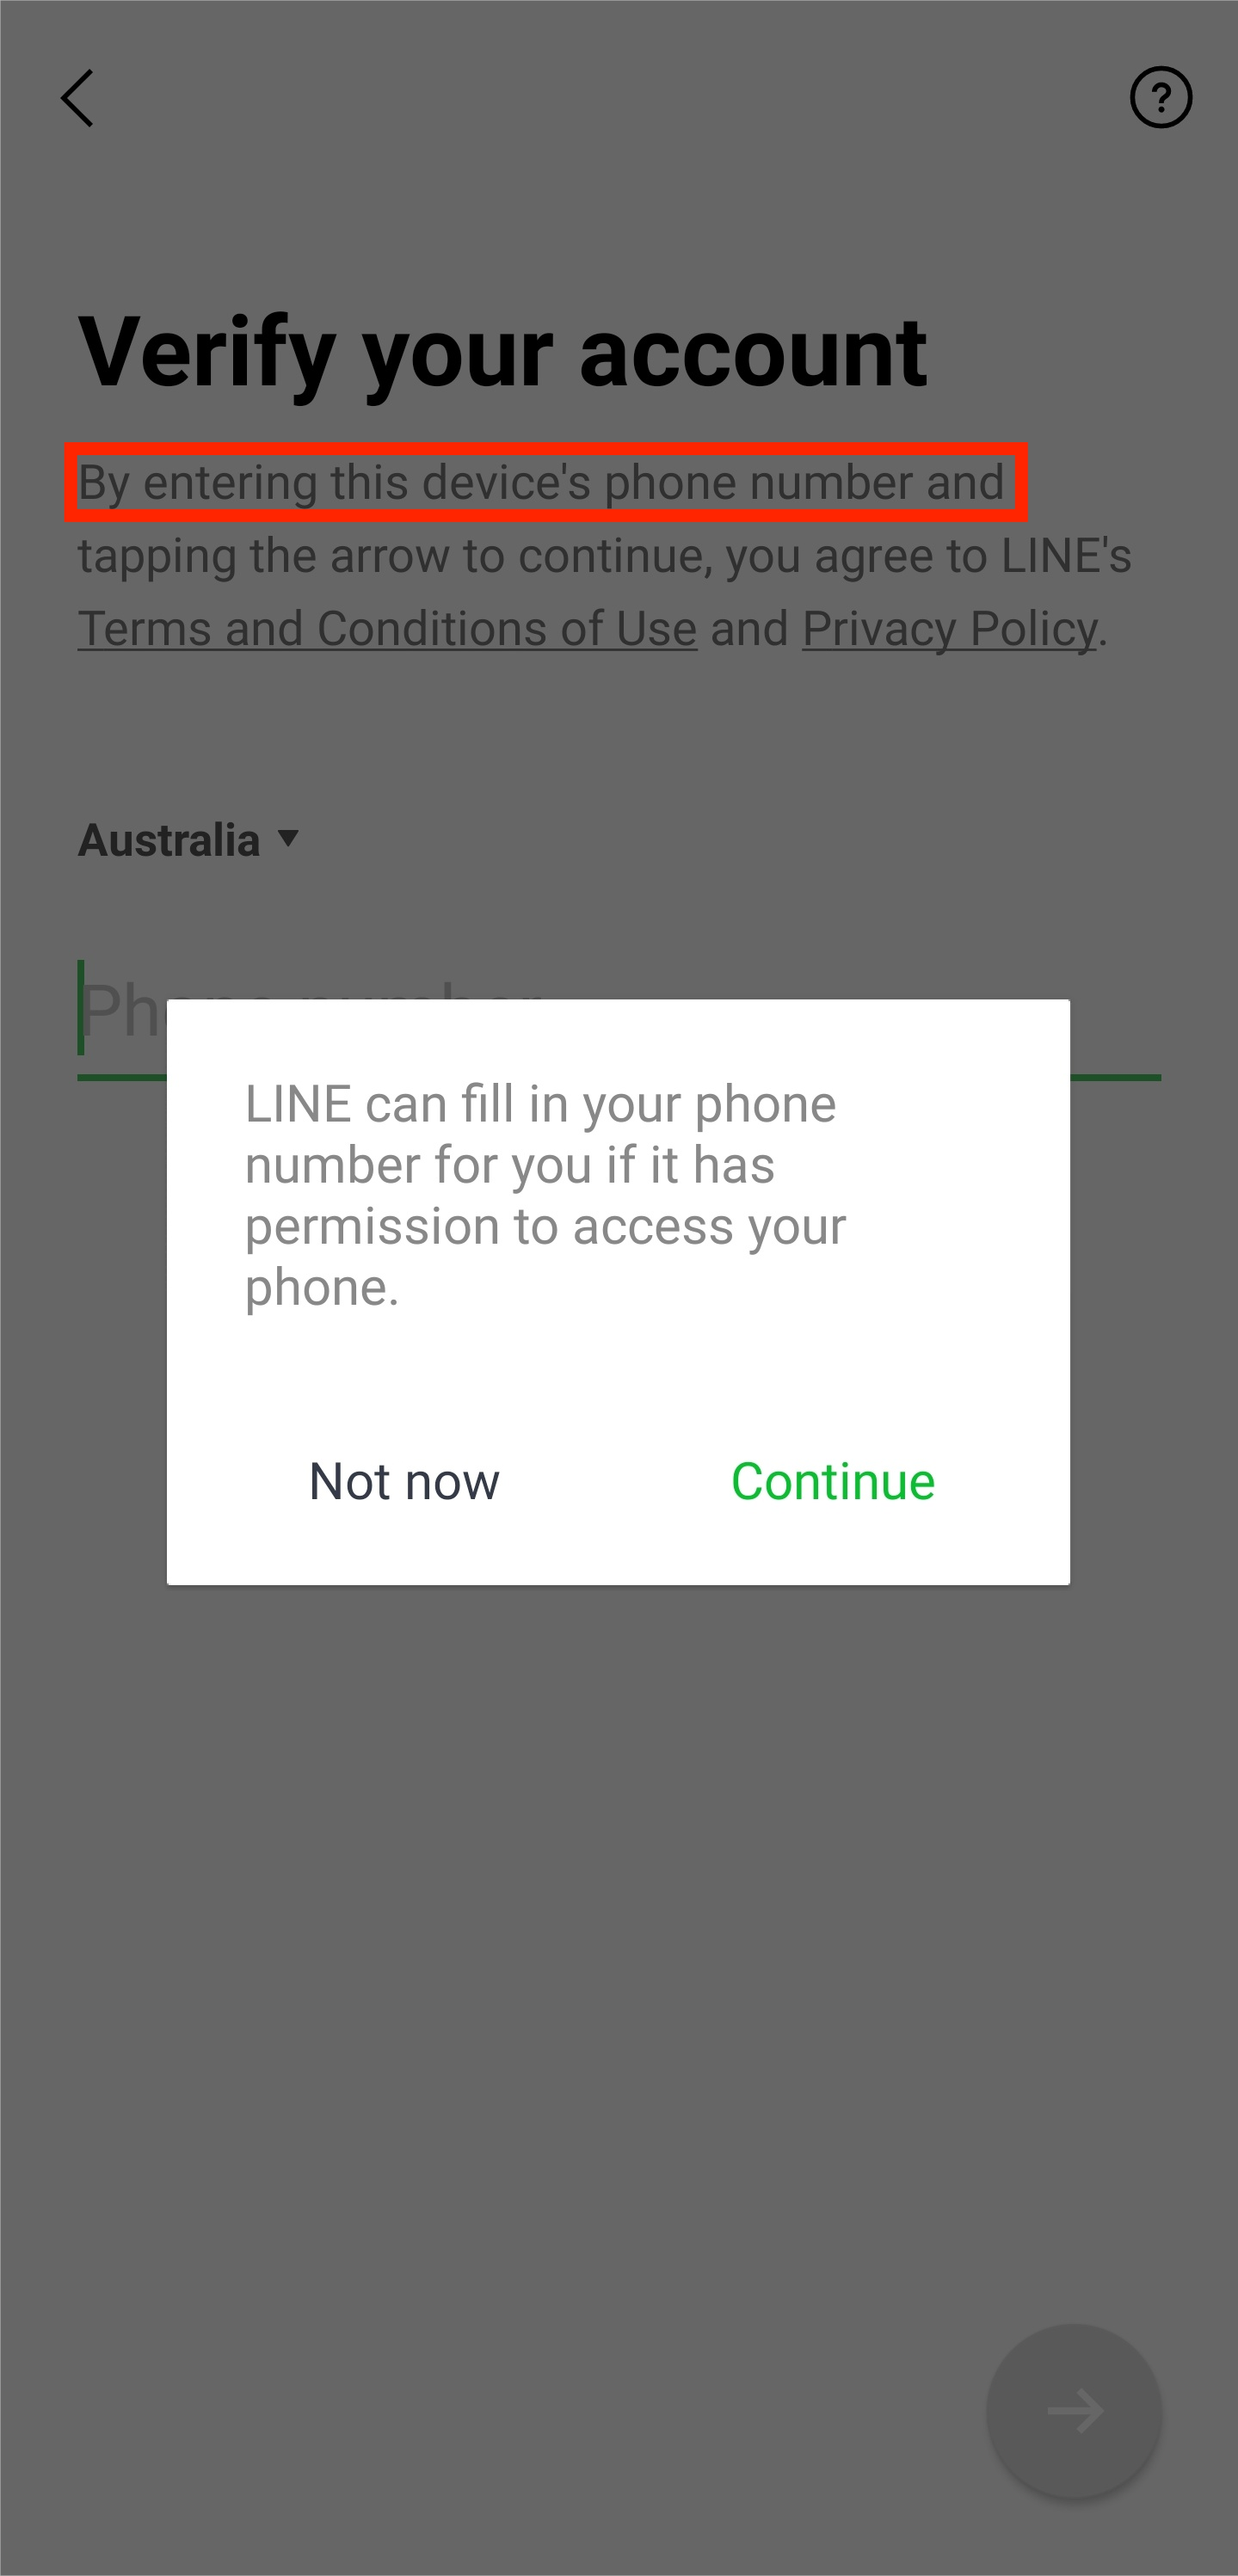 ?
Verify your account
By entering this device's phone number and
tapping the arrow to continue, you agree to LINE's
Terms and Conditions of Use and Privacy Policy.
Australia
LINE can fill in your phone
number for you if it has
permission to access your
phone.
Not now
Continue